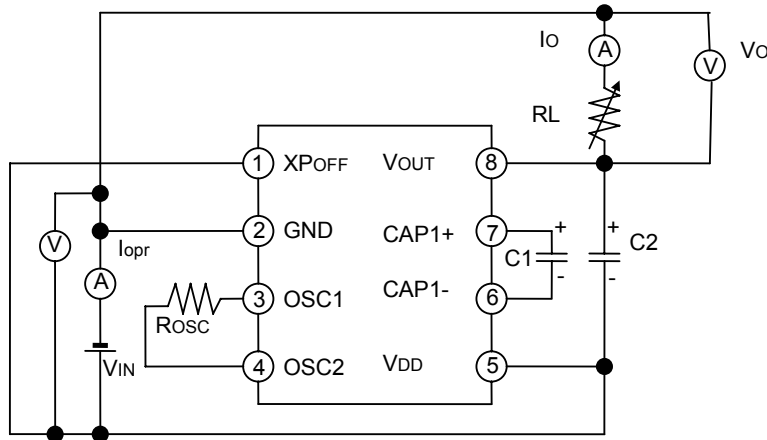 IO
A
V
VO
RL
1 XPOFF VOUT 8
V
2 GND CAP1+ 7
Iopr
A
+
C1
-
+
C2
-
3 OSC1 CAP1- 6
ROSC
VIN
4 OSC2 VDD 5